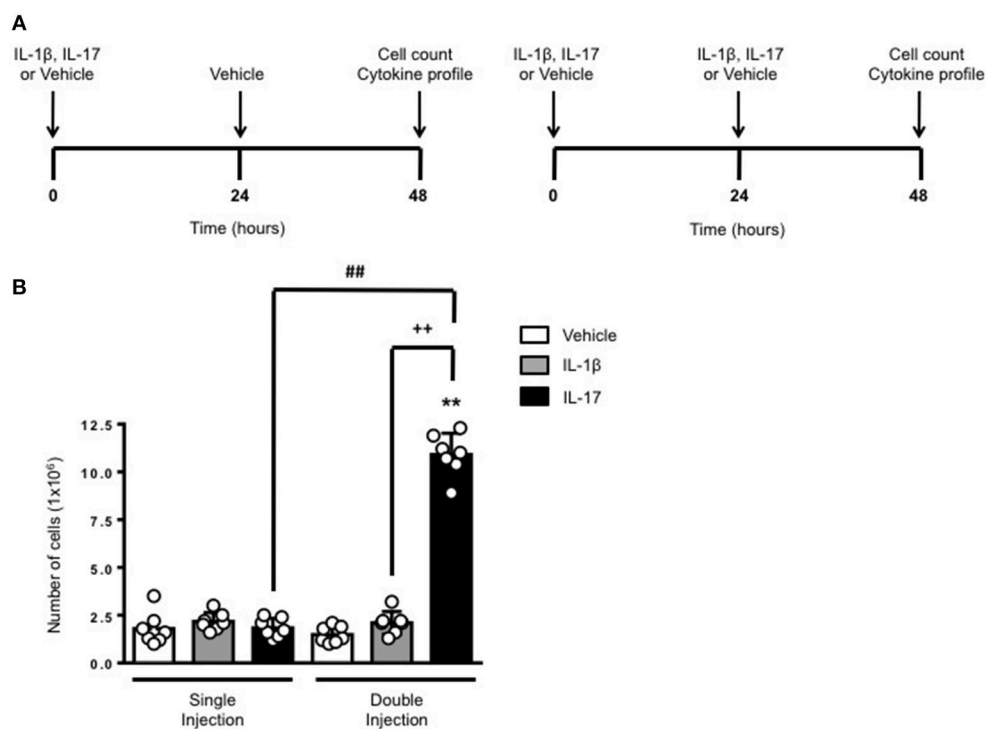 A
IL-1β, IL-17
or Vehicle
Vehicle
Cell count
Cytokine profile
0
24
48
Time (hours)
IL-1β, IL-17
or Vehicle
IL-1β, IL-17
or Vehicle
Cell count
Cytokine profile
0
24
48
Time (hours)
B
##
++
**
Vehicle
IL-1β
IL-17
Number of cells (1x10⁶)
12.5
10.0
7.5
5.0
2.5
0.0
Single
Injection
Double
Injection